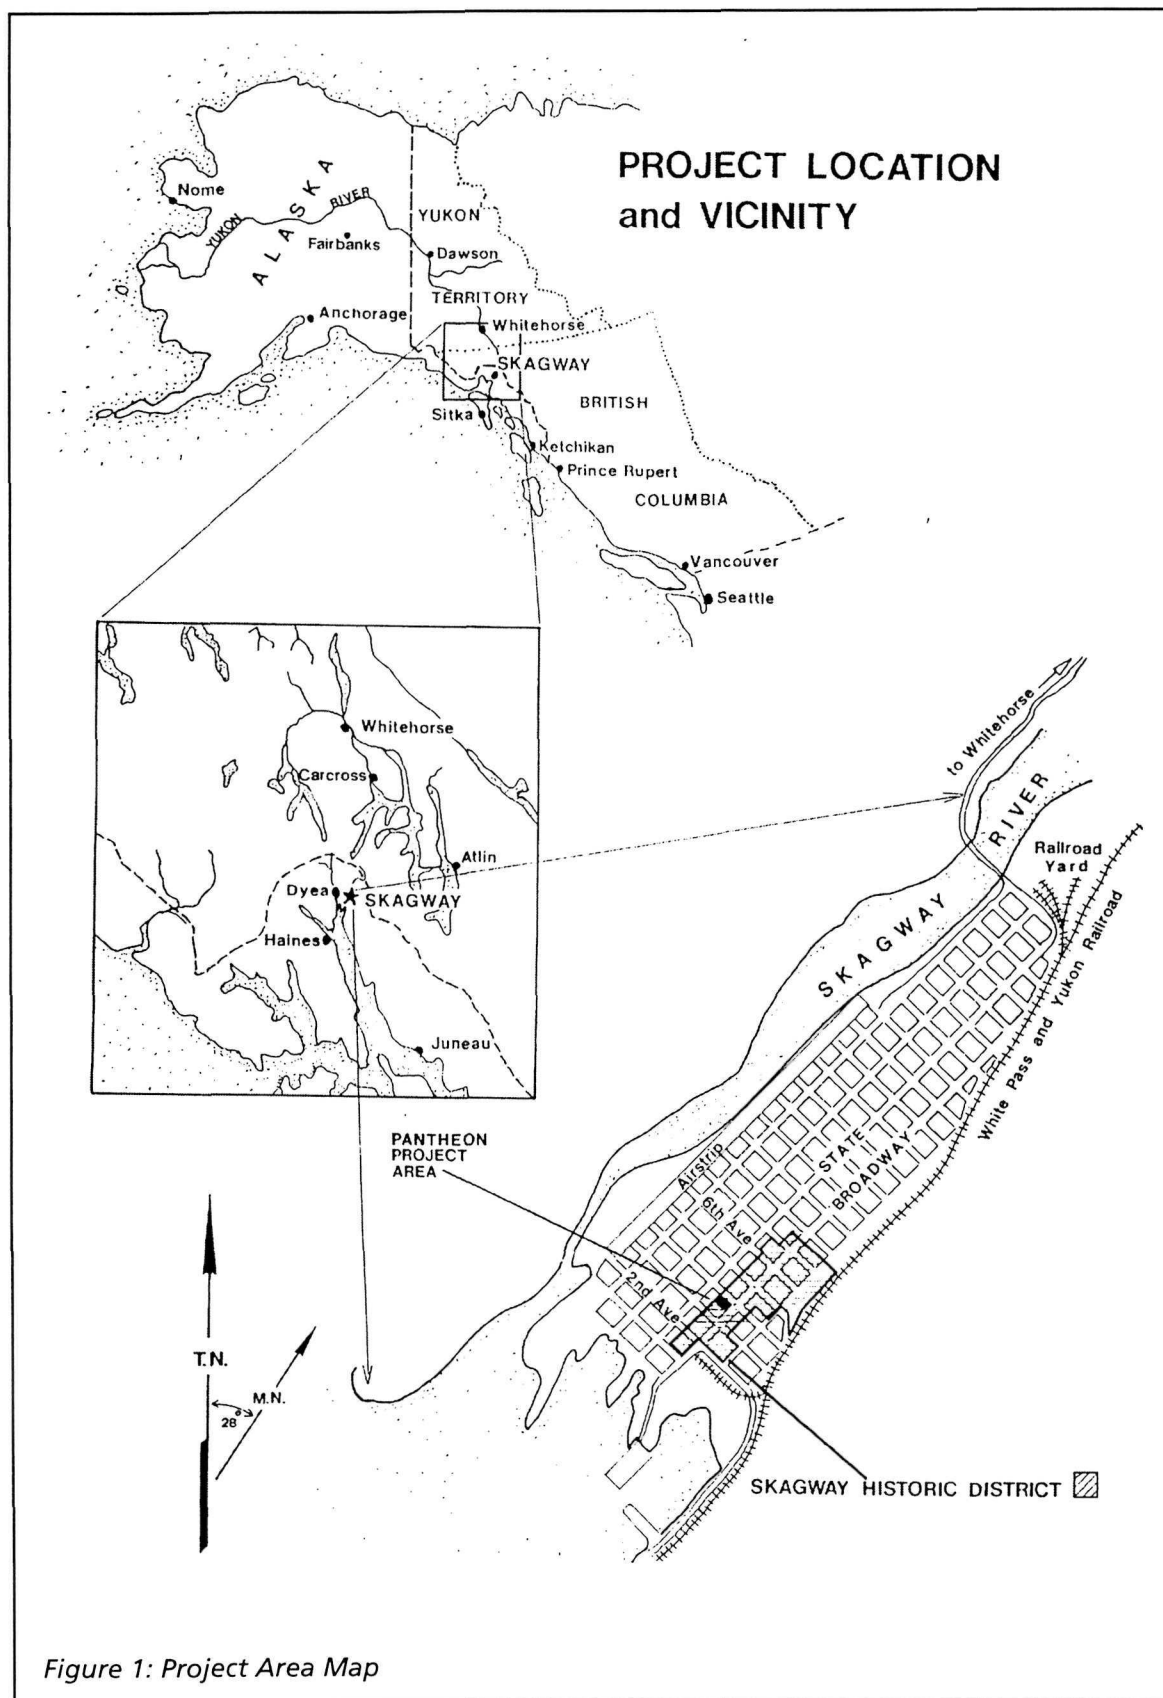 PROJECT LOCATION
and VICINITY
Nome
ALASKA
YUKON RIVER
Fairbanks
YUKON
Dawson
TERRITORY
Anchorage
Whitehorse
SKAGWAY
BRITISH
Sitka
Ketchikan
Prince Rupert
COLUMBIA
Vancouver
Seattle
Whitehorse
Carcross
Atlin
Dyea
SKAGWAY
Haines
Juneau
to Whitehorse
SKAGWAY RIVER
Railroad
Yard
White Pass and Yukon Railroad
PANTHEON
PROJECT
AREA
Airstrip
STATE
BROADWAY
6th Ave
2nd Ave
T.N.
M.N.
28°
SKAGWAY HISTORIC DISTRICT
Figure 1: Project Area Map